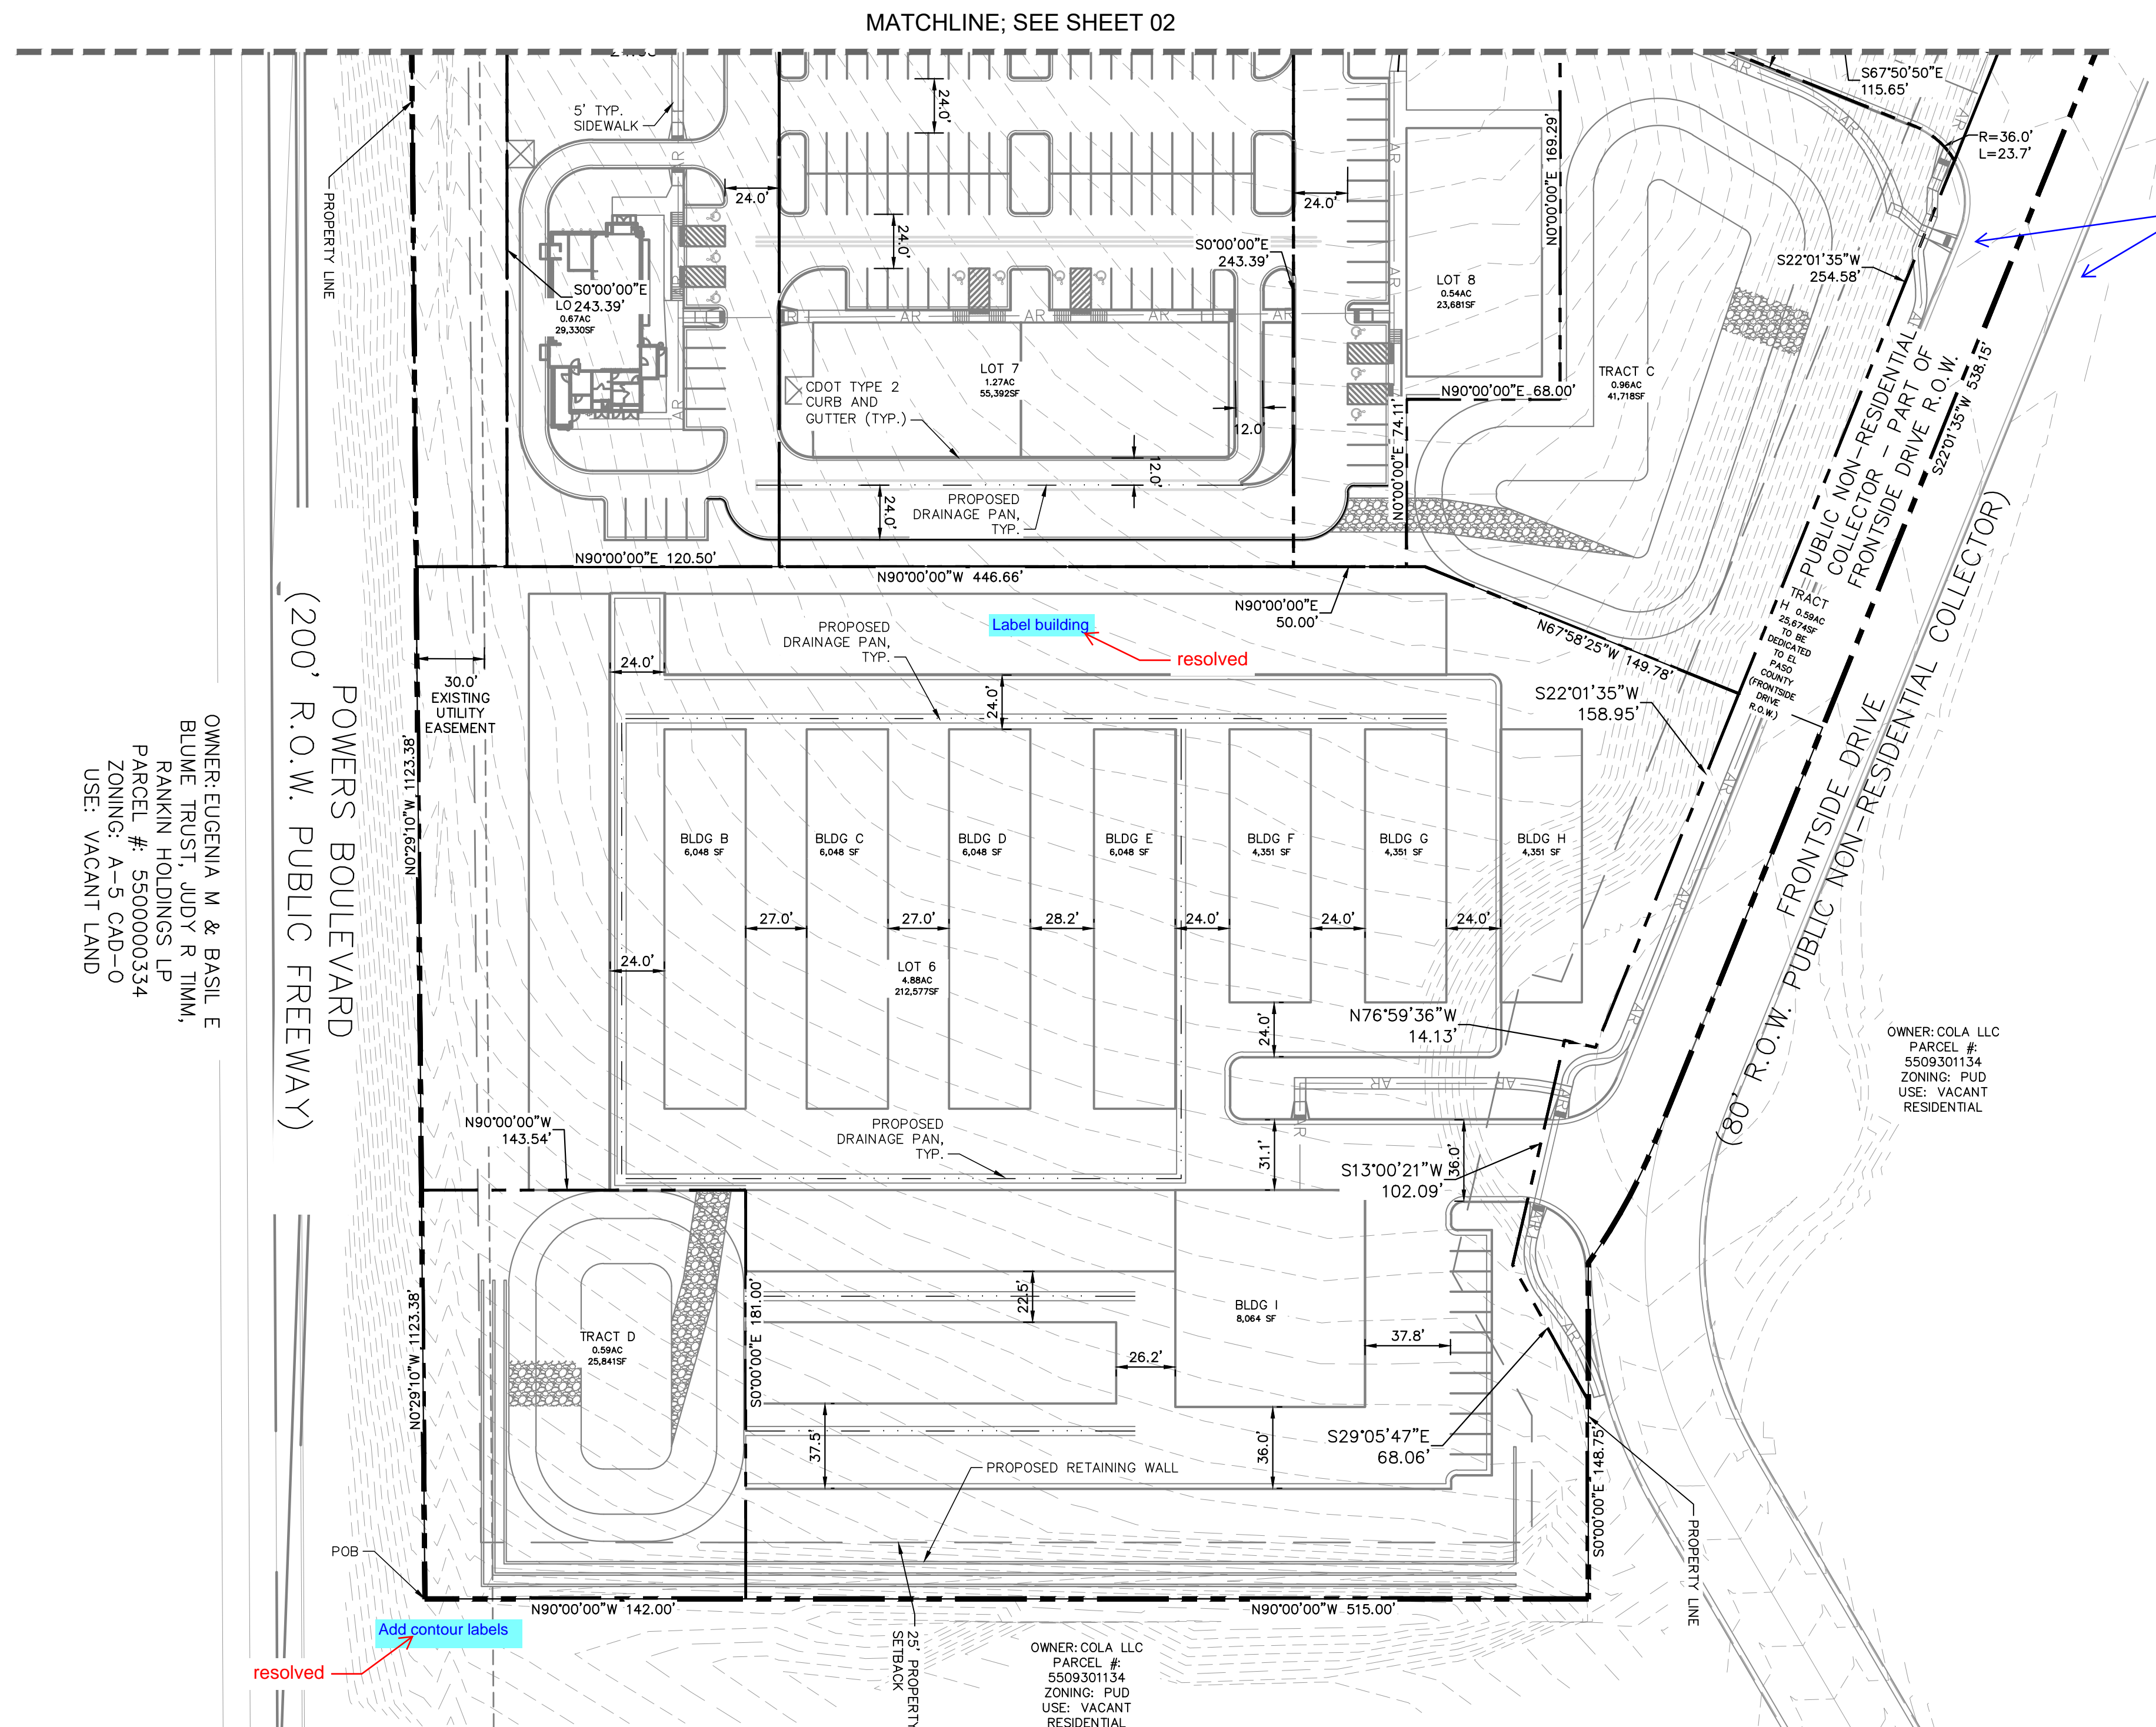 MATCHLINE; SEE SHEET 02
5' TYP.
SIDEWALK
24.0'
S67°50'50"E
115.65'
R=36.0'
L=23.7'
PROPERTY LINE
24.0'
24.0'
24.0'
N0°00'00"E 169.29'
S0°00'00"E
243.39'
S22°01'35"W
254.58'
S0°00'00"E
243.39'
0.67AC
29,330SF
LOT 8
0.54AC
23,681SF
LOT 7
1.27AC
55,392SF
CDOT TYPE 2
CURB AND
GUTTER (TYP.)
TRACT C
0.96AC
41,718SF
N90°00'00"E 68.00'
12.0'
12.0'
N0°00'00"E 74.11'
24.0'
PROPOSED
DRAINAGE PAN,
TYP.
PUBLIC NON-RESIDENTIAL
COLLECTOR - PART OF
FRONTSIDE DRIVE R.O.W.
S22°01'35"W 538.15'
N90°00'00"E 120.50'
N90°00'00"W 446.66'
N90°00'00"E
50.00'
N67°58'25"W 149.78'
TRACT
H 0.59AC
25,674SF
TO BE
DEDICATED
TO EL
PASO
COUNTY
(FRONTSIDE
DRIVE
R.O.W.)
Label building
resolved
PROPOSED
DRAINAGE PAN,
TYP.
24.0'
24.0'
30.0'
EXISTING
UTILITY
EASEMENT
S22°01'35"W
158.95'
FRONTSIDE DRIVE
(80' R.O.W. PUBLIC NON-RESIDENTIAL COLLECTOR)
POWERS BOULEVARD
(200' R.O.W. PUBLIC FREEWAY)
OWNER: EUGENIA M & BASIL E
BLUME TRUST, JUDY R TIMM,
RANKIN HOLDINGS LP
PARCEL #: 5500000334
ZONING: A-5 CAD-O
USE: VACANT LAND
N0°29'10"W 1123.38'
BLDG B
6,048 SF
BLDG C
6,048 SF
BLDG D
6,048 SF
BLDG E
6,048 SF
BLDG F
4,351 SF
BLDG G
4,351 SF
BLDG H
4,351 SF
27.0'
27.0'
28.2'
24.0'
24.0'
24.0'
24.0'
LOT 6
4.88AC
212,577SF
24.0'
N76°59'36"W
14.13'
OWNER: COLA LLC
PARCEL #:
5509301134
ZONING: PUD
USE: VACANT
RESIDENTIAL
N90°00'00"W
143.54'
PROPOSED
DRAINAGE PAN,
TYP.
31.1'
36.0'
S13°00'21"W
102.09'
N0°29'10"W 1123.38'
TRACT D
0.59AC
25,841SF
S0°00'00"E 181.00'
22.5'
BLDG I
8,064 SF
37.8'
26.2'
37.5'
36.0'
S29°05'47"E
68.06'
PROPOSED RETAINING WALL
S0°00'00"E 148.75'
PROPERTY LINE
POB
N90°00'00"W 142.00'
N90°00'00"W 515.00'
Add contour labels
resolved
25' PROPERTY
SETBACK
OWNER: COLA LLC
PARCEL #:
5509301134
ZONING: PUD
USE: VACANT
RESIDENTIAL